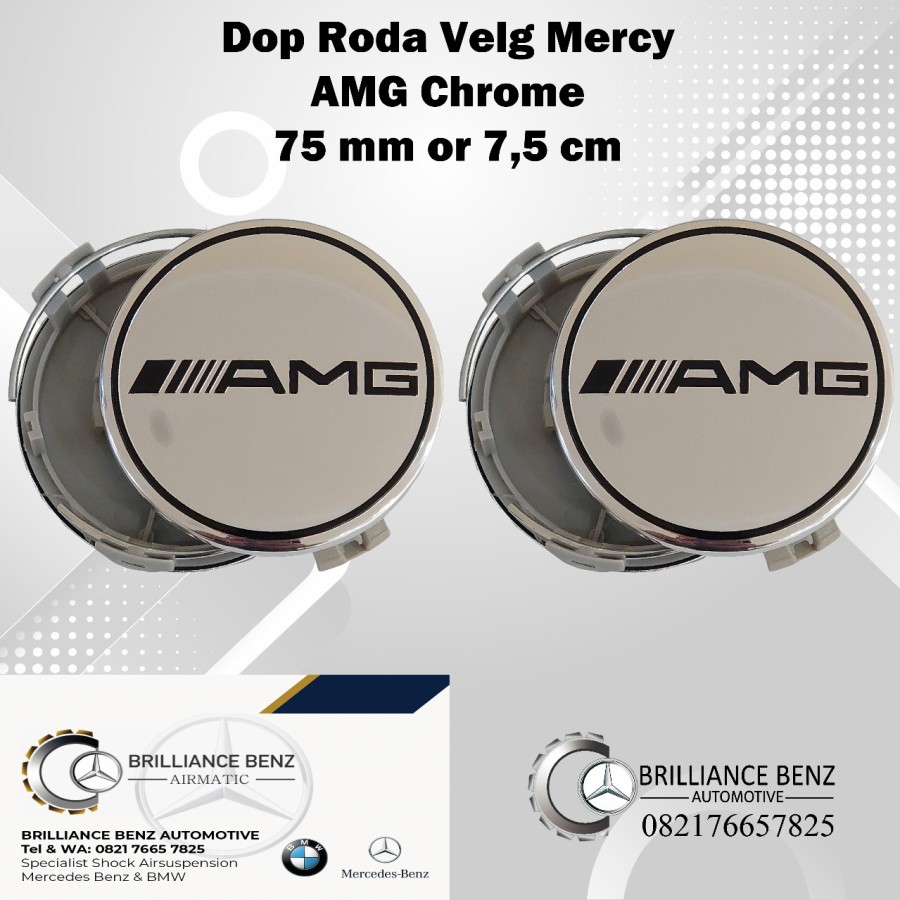 Dop Roda Velg Mercy
AMG Chrome
75 mm or 7,5 cm
AMG
AMG
BRILLIANCE BENZ
AIRMATIC
BRILLIANCE BENZ AUTOMOTIVE
Tel & WA: 0821 7665 7825
Specialist Shock Airsuspension
Mercedes Benz & BMW
BMW
Mercedes-Benz
BRILLIANCE BENZ
AUTOMOTIVE
082176657825